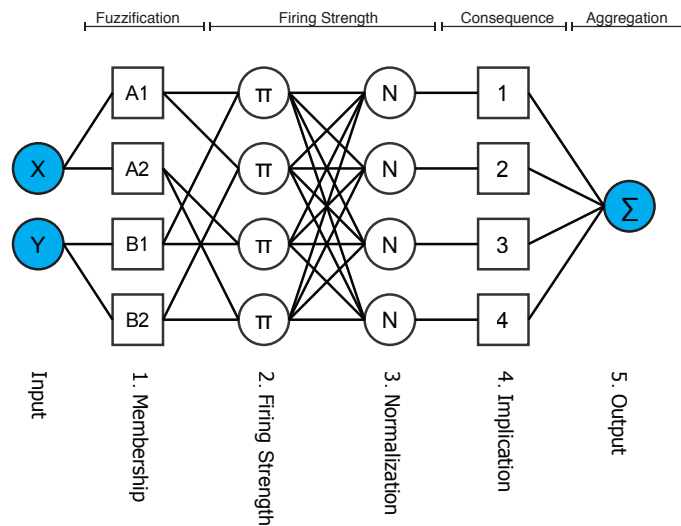 Fuzzification Firing Strength Consequence Aggregation
A1 π N 1
X A2 π N 2
Σ
Y B1 π N 3
B2 π N 4
Input
1. Membership
2. Firing Strength
3. Normalization
4. Implication
5. Output